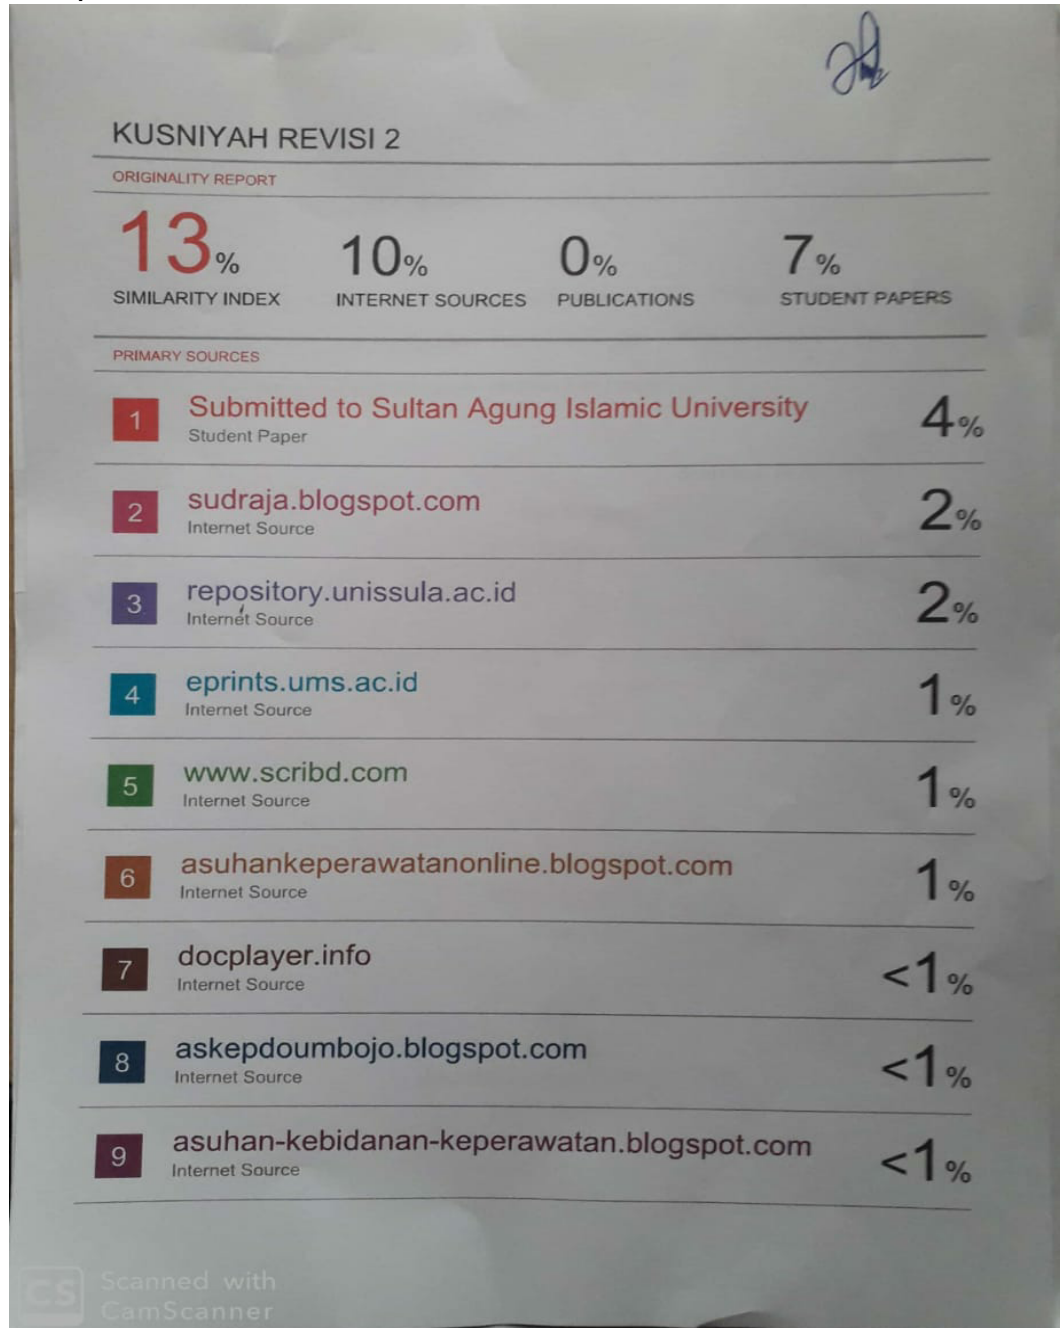 KUSNIYAH REVISI 2
ORIGINALITY REPORT
13% 10% 0% 7%
SIMILARITY INDEX INTERNET SOURCES PUBLICATIONS STUDENT PAPERS
PRIMARY SOURCES
1 Submitted to Sultan Agung Islamic University 4%
Student Paper
2 sudraja.blogspot.com 2%
Internet Source
3 repository.unissula.ac.id 2%
Internet Source
4 eprints.ums.ac.id 1%
Internet Source
5 www.scribd.com 1%
Internet Source
6 asuhankeperawatanonline.blogspot.com 1%
Internet Source
7 docplayer.info <1%
Internet Source
8 askepdoumbojo.blogspot.com <1%
Internet Source
9 asuhan-kebidanan-keperawatan.blogspot.com <1%
Internet Source
CS Scanned with
CamScanner